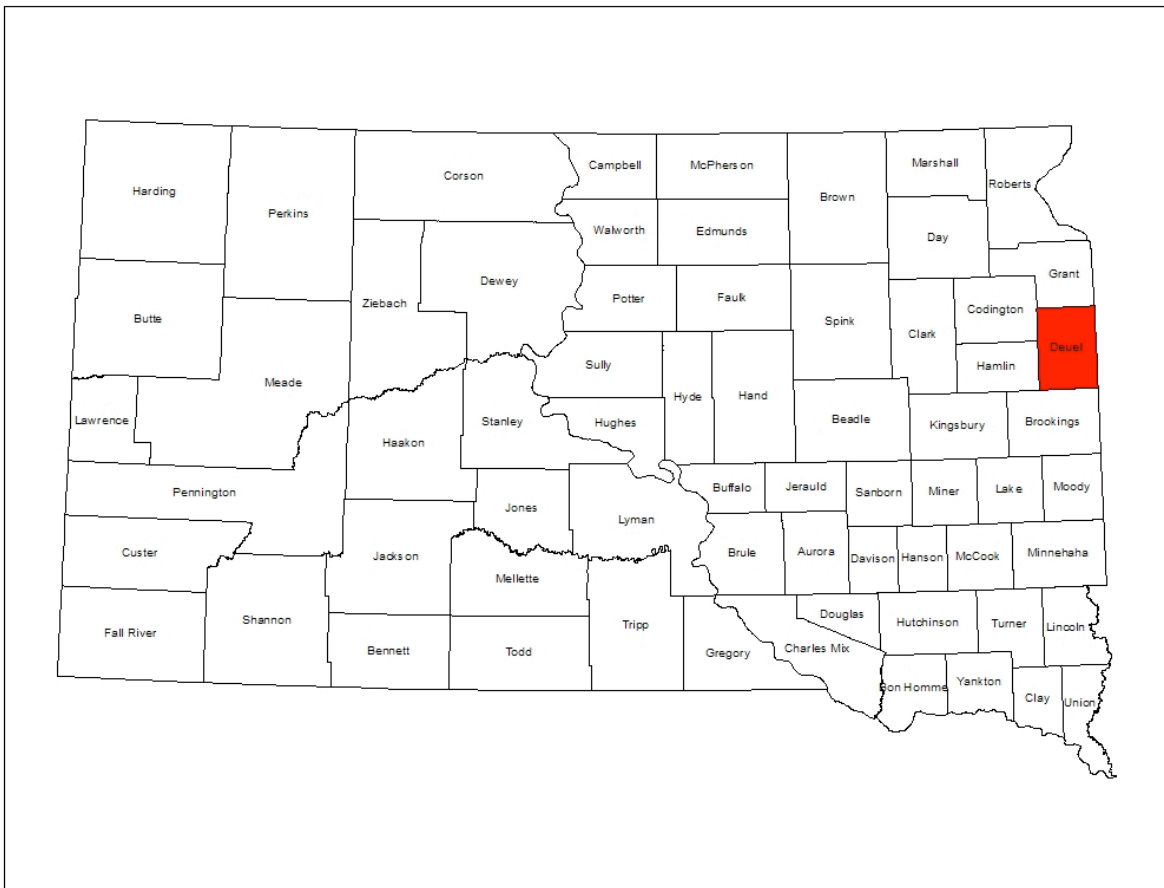 Harding
Perkins
Corson
Campbell
McPherson
Brown
Marshall
Roberts
Walworth
Edmunds
Day
Grant
Butte
Ziebach
Dewey
Potter
Faulk
Spink
Clark
Codington
Deuel
Meade
Sully
Hyde
Hand
Hamlin
Lawrence
Haakon
Stanley
Hughes
Beadle
Kingsbury
Brookings
Pennington
Jones
Lyman
Buffalo
Jerauld
Sanborn
Miner
Lake
Moody
Custer
Jackson
Mellette
Brule
Aurora
Davison
Hanson
McCook
Minnehaha
Fall River
Shannon
Bennett
Todd
Tripp
Gregory
Charles Mix
Douglas
Hutchinson
Turner
Lincoln
Bon Homme
Yankton
Clay
Union